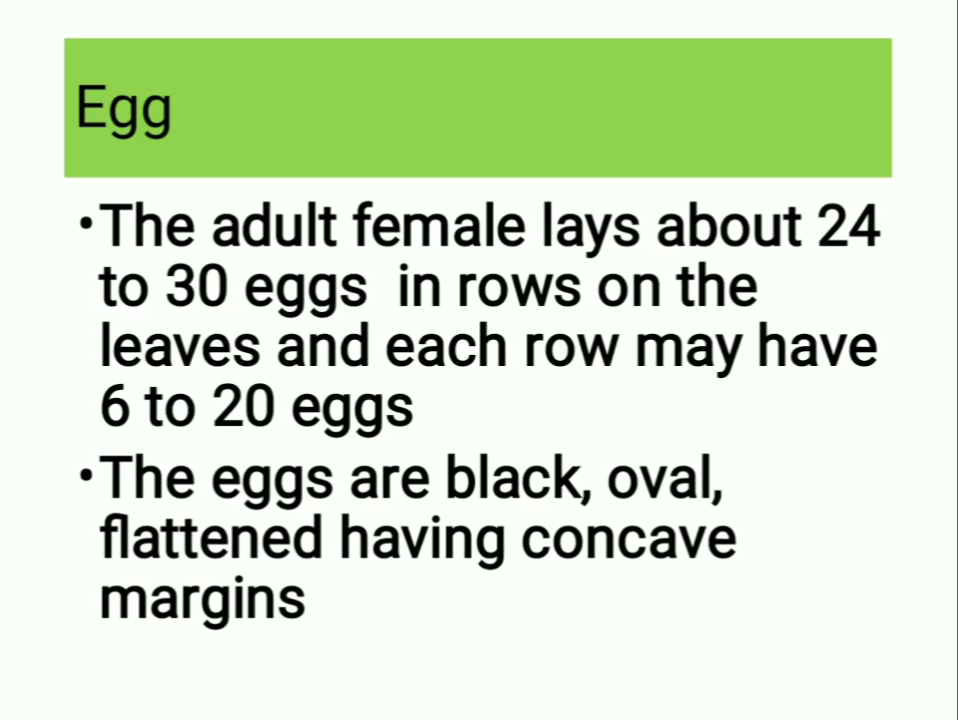 Egg
•The adult female lays about 24
to 30 eggs  in rows on the
leaves and each row may have
6 to 20 eggs
•The eggs are black, oval,
flattened having concave
margins